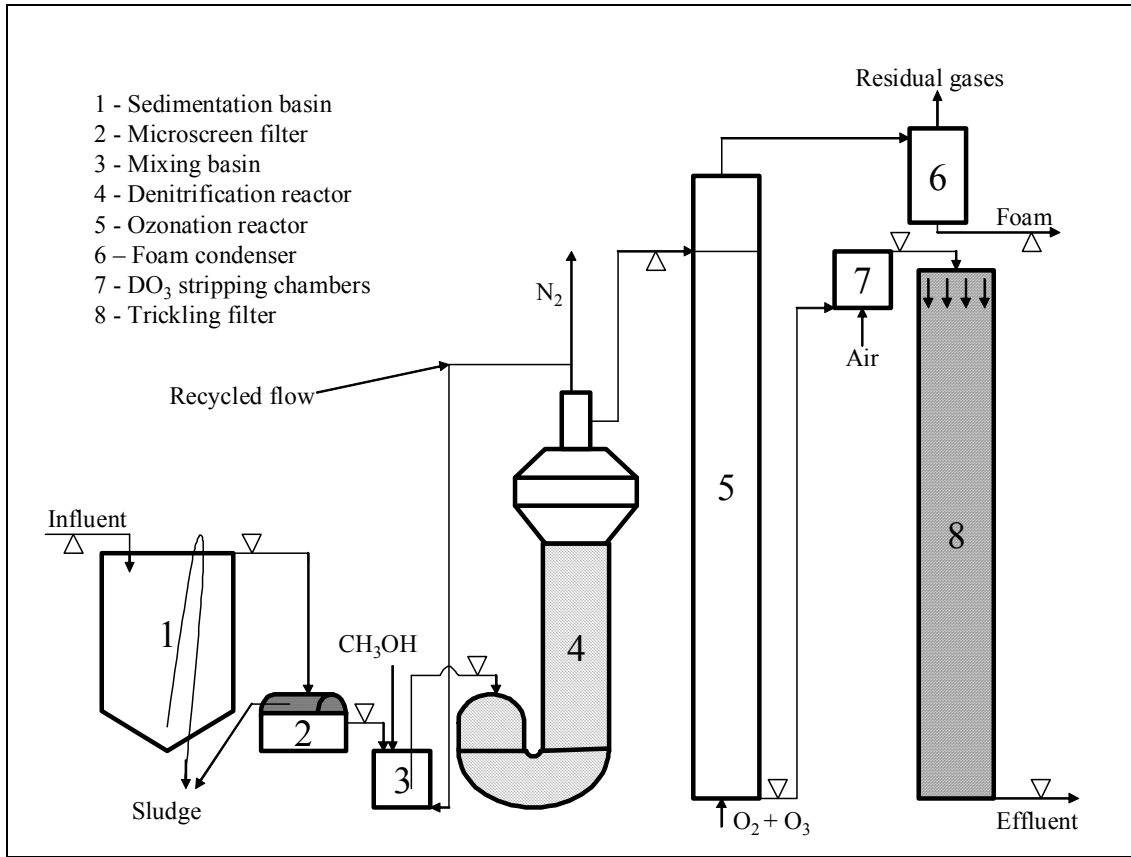 1 - Sedimentation basin
2 - Microscreen filter
3 - Mixing basin
4 - Denitrification reactor
5 - Ozonation reactor
6 – Foam condenser
7 - DO₃ stripping chambers
8 - Trickling filter
Residual gases
6
Foam
N₂
7
Air
Recycled flow
5
Influent
8
1
4
CH₃OH
2
3
Sludge
O₂ + O₃
Effluent